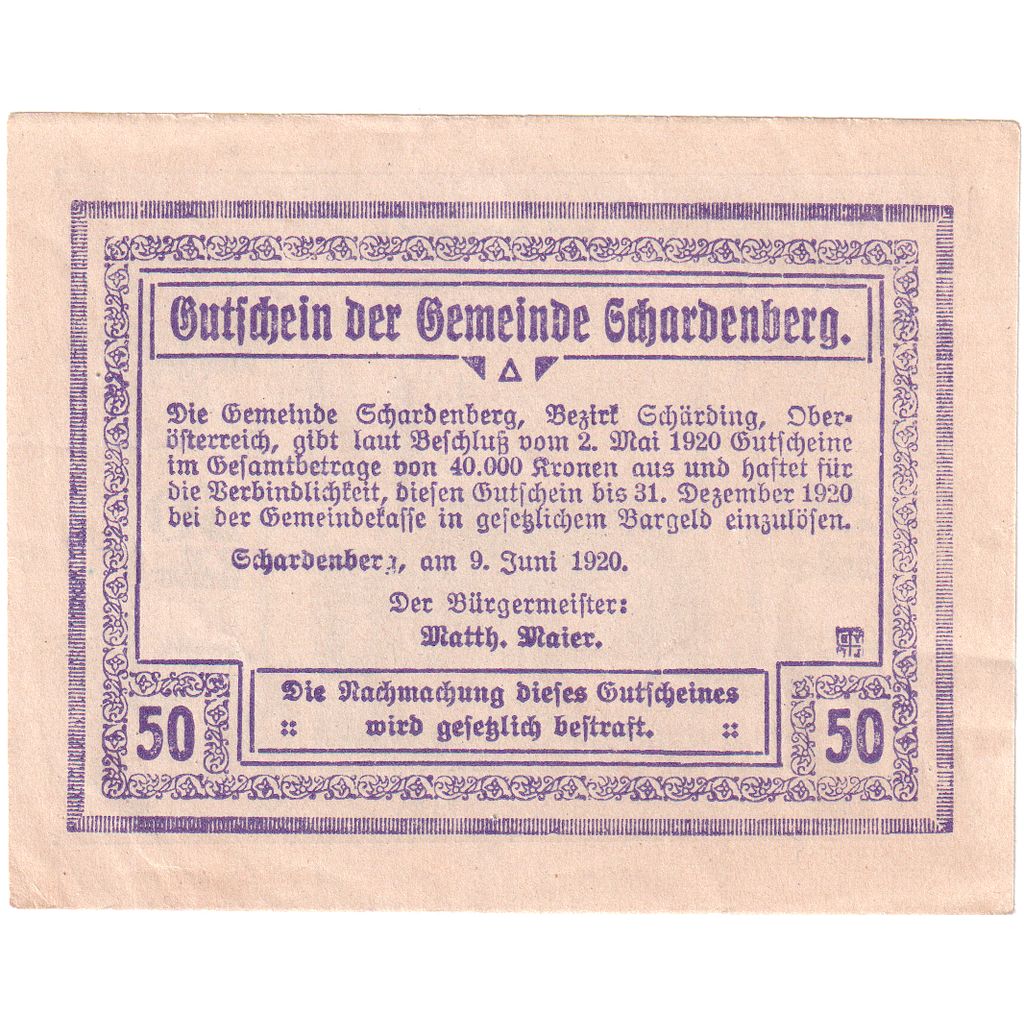 Gutschein der Gemeinde Schardenberg.
Die Gemeinde Schardenberg, Bezirk Schärding, Ober-
österreich, gibt laut Beschluß vom 2. Mai 1920 Gutscheine
im Gesamtbetrage von 40.000 Kronen aus und haftet für
die Verbindlichkeit, diesen Gutschein bis 31. Dezember 1920
bei der Gemeindekasse in gesetzlichem Bargeld einzulösen.
Schardenberg, am 9. Juni 1920.
Der Bürgermeister:
Matth. Maier.
Die Nachmachung dieses Gutscheines
:: wird gesetzlich bestraft. ::
50 50